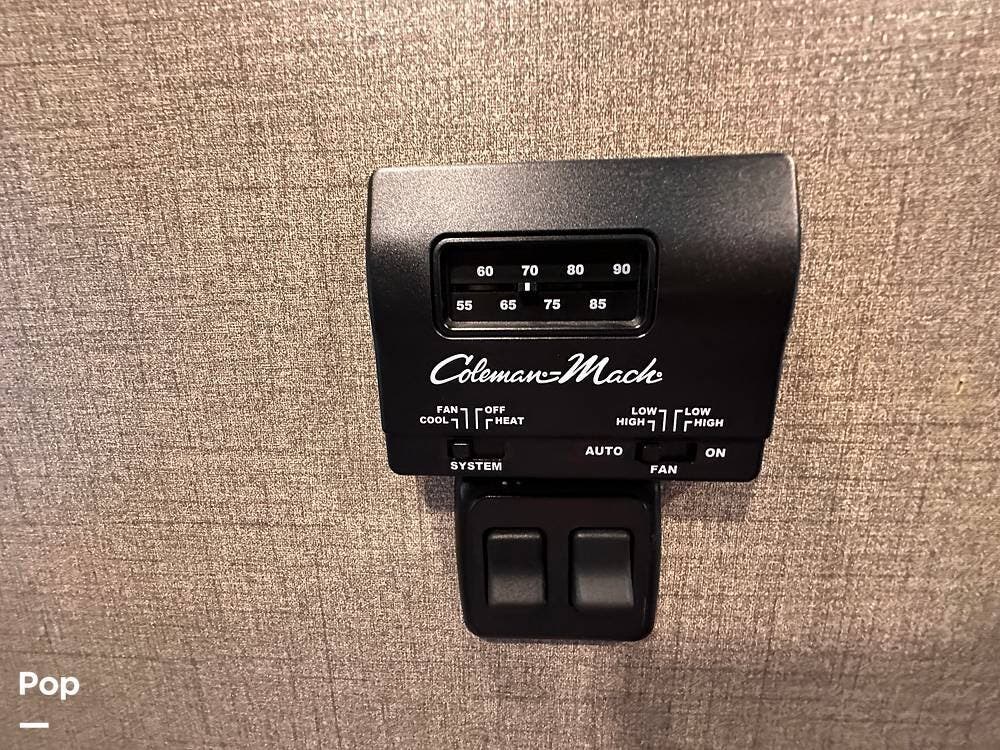 60 70 80 90
55 65 75 85
Coleman-Mach
FAN OFF
COOL HEAT
SYSTEM
LOW LOW
HIGH HIGH
AUTO ON
FAN
Pop